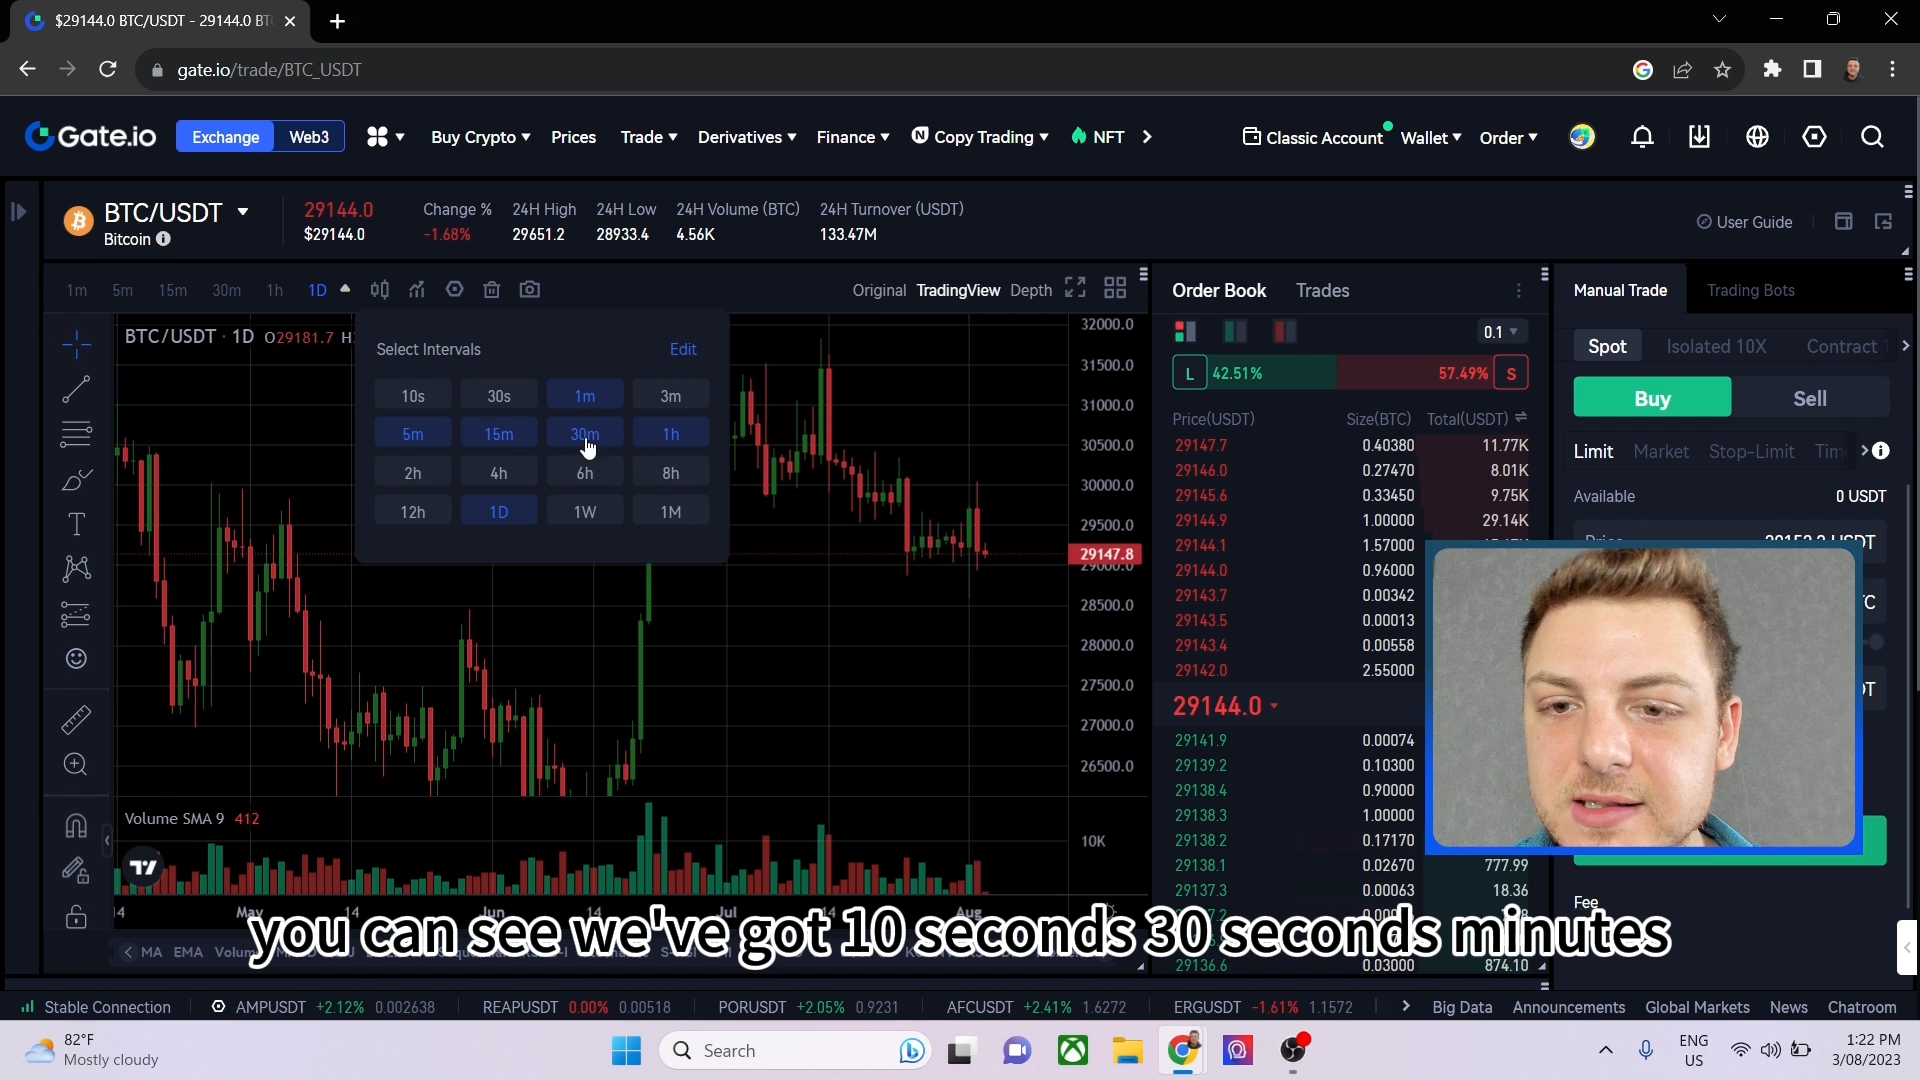 $29144.0 BTC/USDT - 29144.0 BT
gate.io/trade/BTC_USDT
Gate.io Exchange Web3 Buy Crypto Prices Trade Derivatives Finance Copy Trading NFT Classic Account Wallet Order
BTC/USDT 29144.0 Change % 24H High 24H Low 24H Volume (BTC) 24H Turnover (USDT)
Bitcoin $29144.0 -1.68% 29651.2 28933.4 4.56K 133.47M
User Guide
1m 5m 15m 30m 1h 1D Original TradingView Depth
BTC/USDT · 1D O29181.7 H
Select Intervals Edit
10s 30s 1m 3m
5m 15m 30m 1h
2h 4h 6h 8h
12h 1D 1W 1M
32000.0
31500.0
31000.0
30500.0
30000.0
29500.0
29147.8
29000.0
28500.0
28000.0
27500.0
27000.0
26500.0
Volume SMA 9 412
10K
14 May 14 Jun 14 Jul 14 Aug
MA EMA Volum
Order Book Trades
0.1
L 42.51% 57.49% S
Price(USDT) Size(BTC) Total(USDT)
29147.7 0.40380 11.77K
29146.0 0.27470 8.01K
29145.6 0.33450 9.75K
29144.9 1.00000 29.14K
29144.1 1.57000
29144.0 0.96000
29143.7 0.00342
29143.5 0.00013
29143.4 0.00558
29142.0 2.55000
29144.0
29141.9 0.00074
29139.2 0.10300
29138.4 0.90000
29138.3 1.00000
29138.2 0.17170
29138.1 0.02670 777.99
29137.3 0.00063 18.36
29136.6 0.03000 874.10
Manual Trade Trading Bots
Spot Isolated 10X Contract
Buy Sell
Limit Market Stop-Limit Tim
Available 0 USDT
Fee
you can see we've got 10 seconds 30 seconds minutes
Stable Connection AMPUSDT +2.12% 0.002638 REAPUSDT 0.00% 0.00518 PORUSDT +2.05% 0.9231 AFCUSDT +2.41% 1.6272 ERGUSDT -1.61% 1.1572 Big Data Announcements Global Markets News Chatroom
82°F
Mostly cloudy
Search
ENG
US
1:22 PM
3/08/2023